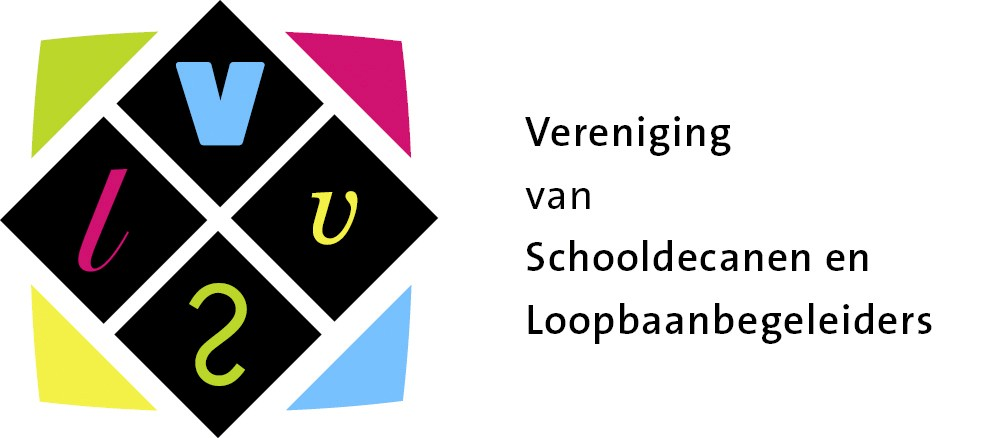 V
l v
S
Vereniging
van
Schooldecanen en
Loopbaanbegeleiders